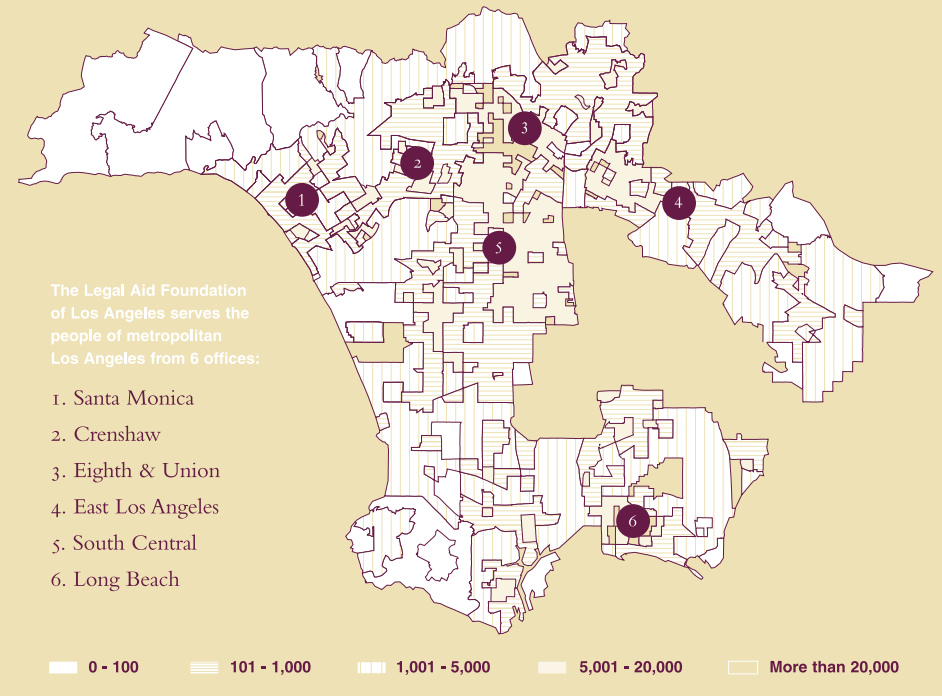 1
2
3
4
5
6
The Legal Aid Foundation
of Los Angeles serves the
people of metropolitan
Los Angeles from 6 offices:
1. Santa Monica
2. Crenshaw
3. Eighth & Union
4. East Los Angeles
5. South Central
6. Long Beach
0 - 100
101 - 1,000
1,001 - 5,000
5,001 - 20,000
More than 20,000